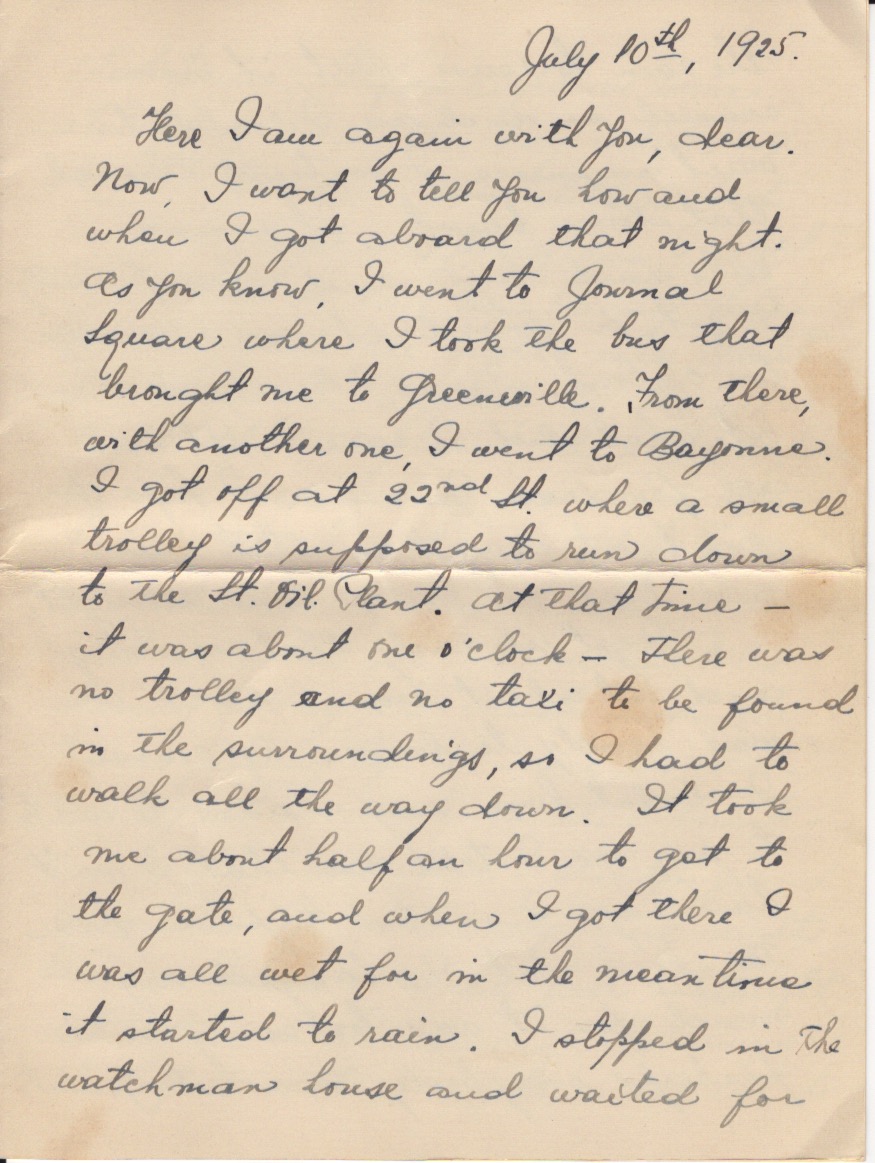 July 10th, 1925.
Here I am again with you, dear.
Now, I want to tell you how and
when I got aboard that night.
As you know, I went to Journal
Square where I took the bus that
brought me to Greenville. From there,
with another one, I went to Bayonne.
I got off at 22nd St. where a small
trolley is supposed to run down
to the St. Oil Plant. At that time –
it was about one o'clock – there was
no trolley and no taxi to be found
in the surroundings, so I had to
walk all the way down. It took
me about half an hour to get to
the gate, and when I got there I
was all wet for in the meantime
it started to rain. I stopped in the
watchman house and waited for